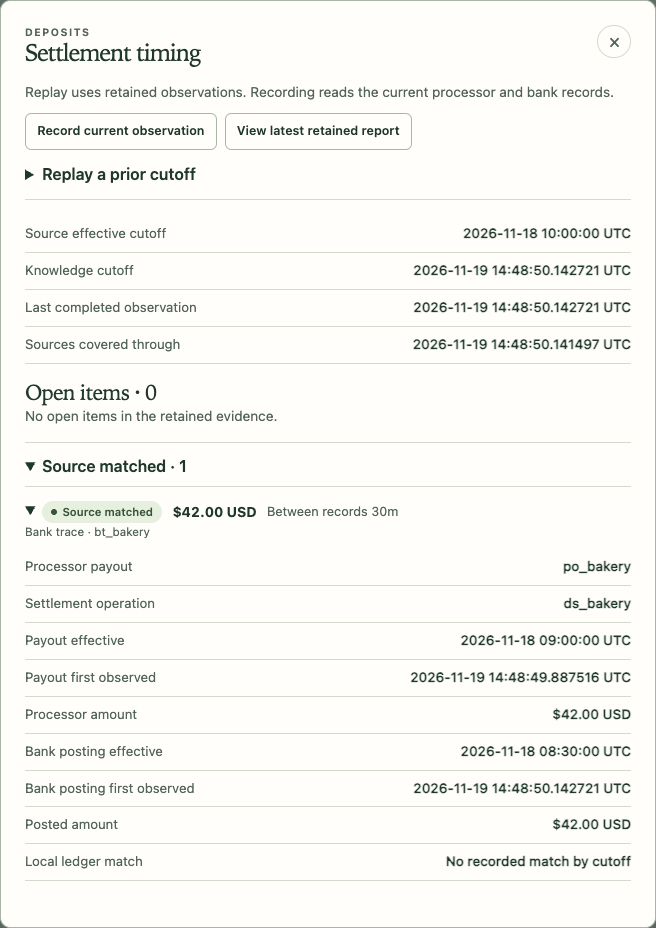 DEPOSITS
Settlement timing
Replay uses retained observations. Recording reads the current processor and bank records.
Record current observation
View latest retained report
Replay a prior cutoff
Source effective cutoff 2026-11-18 10:00:00 UTC
Knowledge cutoff 2026-11-19 14:48:50.142721 UTC
Last completed observation 2026-11-19 14:48:50.142721 UTC
Sources covered through 2026-11-19 14:48:50.141497 UTC
Open items · 0
No open items in the retained evidence.
Source matched · 1
Source matched $42.00 USD Between records 30m
Bank trace · bt_bakery
Processor payout po_bakery
Settlement operation ds_bakery
Payout effective 2026-11-18 09:00:00 UTC
Payout first observed 2026-11-19 14:48:49.887516 UTC
Processor amount $42.00 USD
Bank posting effective 2026-11-18 08:30:00 UTC
Bank posting first observed 2026-11-19 14:48:50.142721 UTC
Posted amount $42.00 USD
Local ledger match No recorded match by cutoff